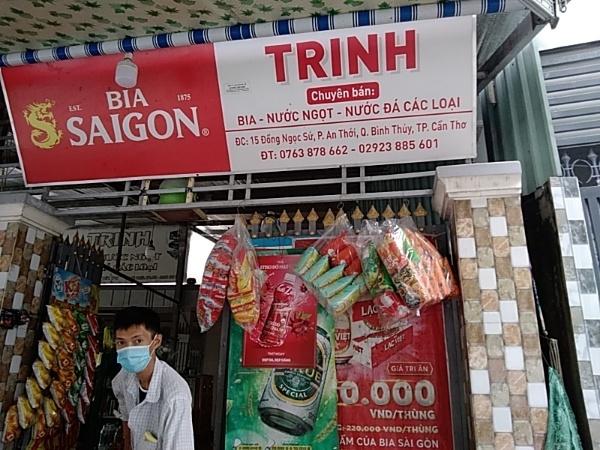 BIA
EST. 1875
SAIGON®
TRINH
Chuyên bán:
BIA - NƯỚC NGỌT - NƯỚC ĐÁ CÁC LOẠI
ĐC: 15 Đồng Ngọc Sứ, P. An Thới, Q. Bình Thủy, TP. Cần Thơ
ĐT: 0763 878 662 - 02923 885 601
TRINH
SPECIAL
VIỆT
LẠC VIỆT
GIÁ TRI ÂN
0.000
VND/THÙNG
220.000 VND/THÙNG
ẮM CỦA BIA SÀI GÒN